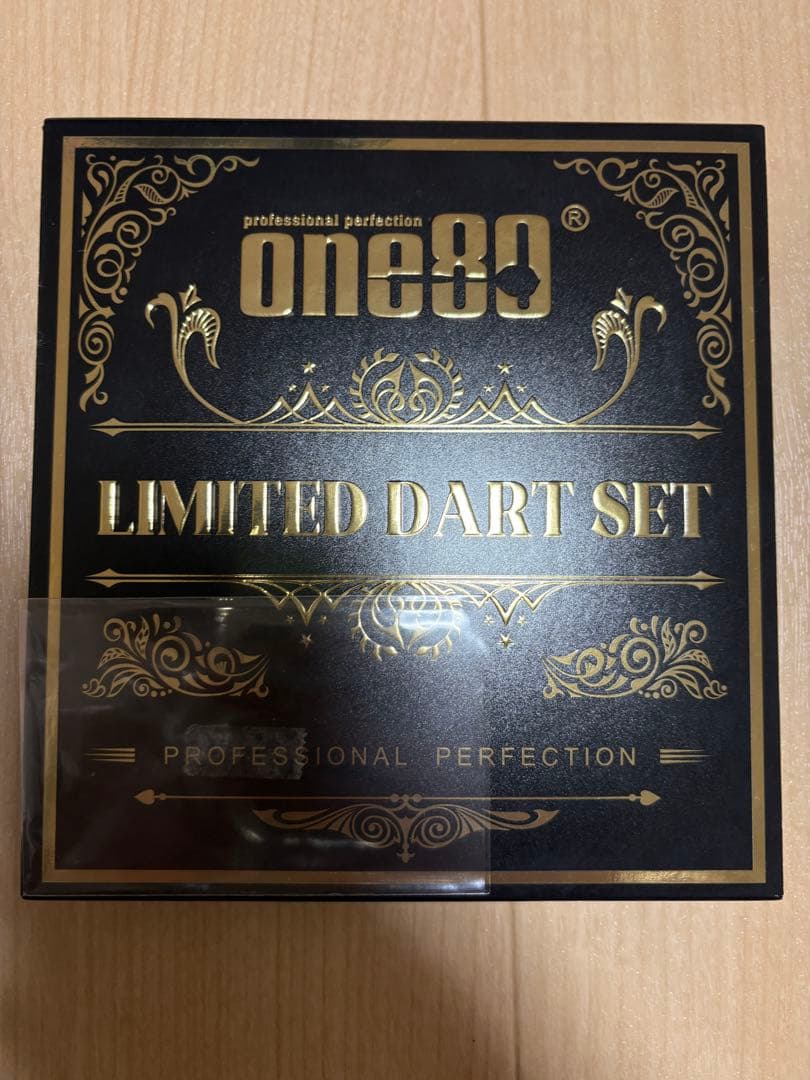 professional perfection
one80®
LIMITED DART SET
PROFESSIONAL PERFECTION